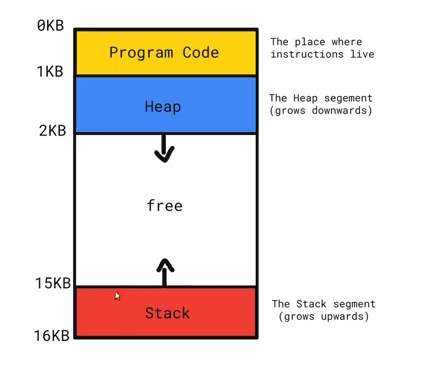 0KB
Program Code
The place where
instructions live
1KB
Heap
The Heap segement
(grows downwards)
2KB
free
15KB
Stack
The Stack segment
(grows upwards)
16KB